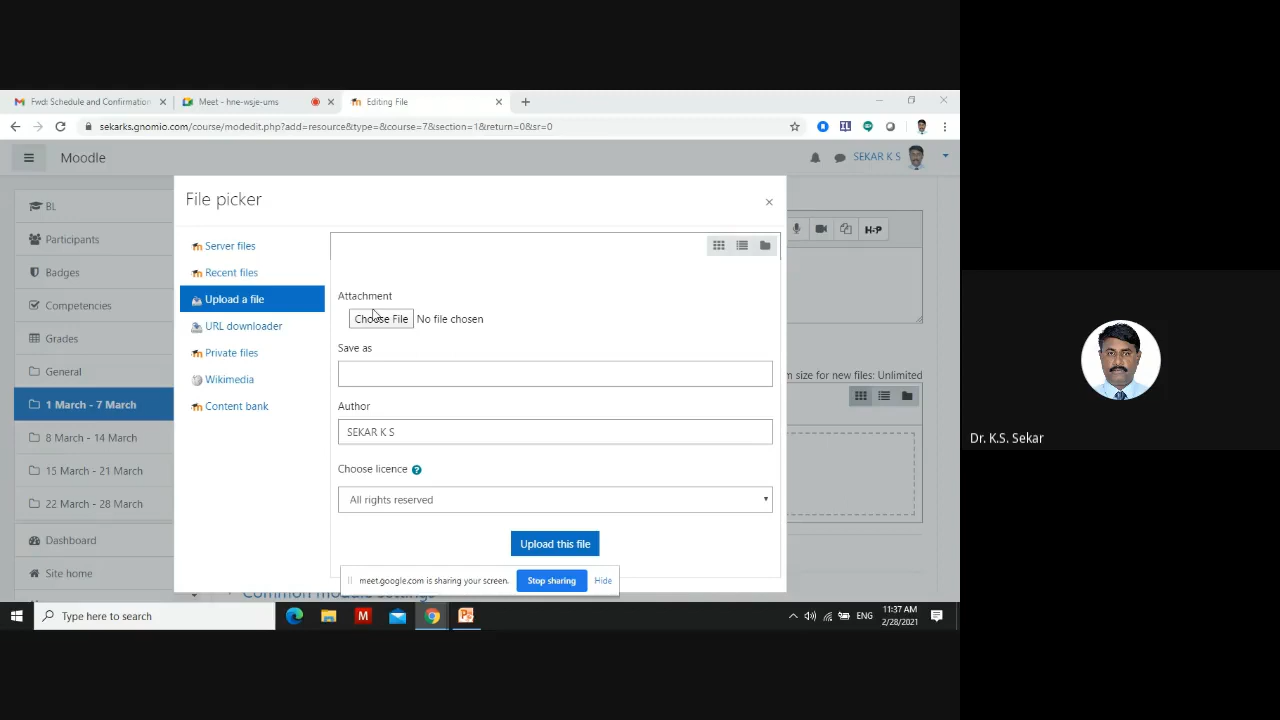 Fwd: Schedule and Confirmation
Meet - hne-wsje-ums
Editing File
sekarks.gnomio.com/course/modedit.php?add=resource&type=&course=7&section=1&return=0&sr=0
Moodle
SEKAR K S
File picker
BL
Participants
Badges
Competencies
Grades
General
1 March - 7 March
8 March - 14 March
15 March - 21 March
22 March - 28 March
Dashboard
Site home
Server files
Recent files
Upload a file
URL downloader
Private files
Wikimedia
Content bank
Attachment
Choose File No file chosen
Save as
Author
SEKAR K S
Choose licence
All rights reserved
Upload this file
H-P
size for new files: Unlimited
meet.google.com is sharing your screen.
Stop sharing
Hide
Common module settings
Type here to search
M
ENG
11:37 AM
2/28/2021
Dr. K.S. Sekar